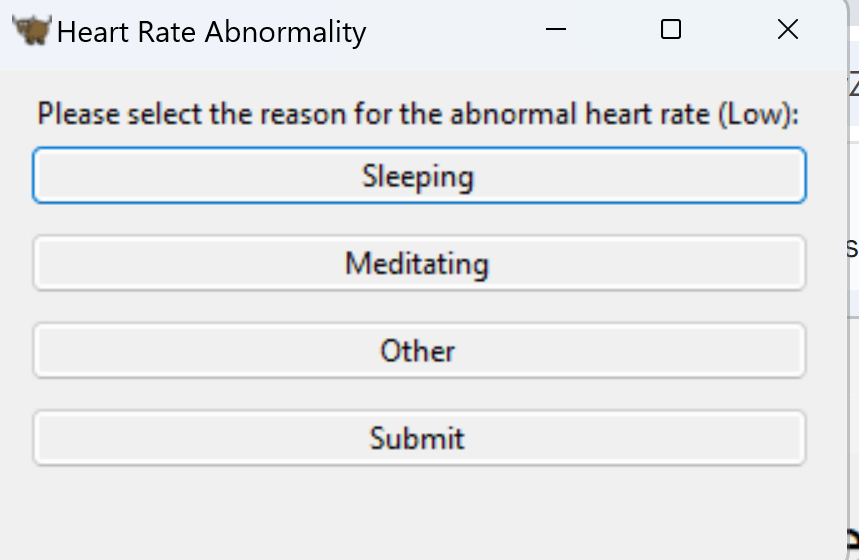 Heart Rate Abnormality
Please select the reason for the abnormal heart rate (Low):
Sleeping
Meditating
Other
Submit